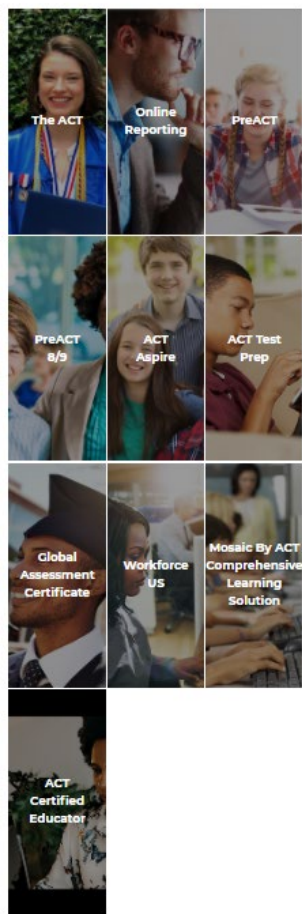 The ACT
Online
Reporting
PreACT
PreACT
8/9
ACT
Aspire
ACT Test
Prep
Global
Assessment
Certificate
Workforce
US
Mosaic By ACT
Comprehensive
Learning
Solution
ACT
Certified
Educator